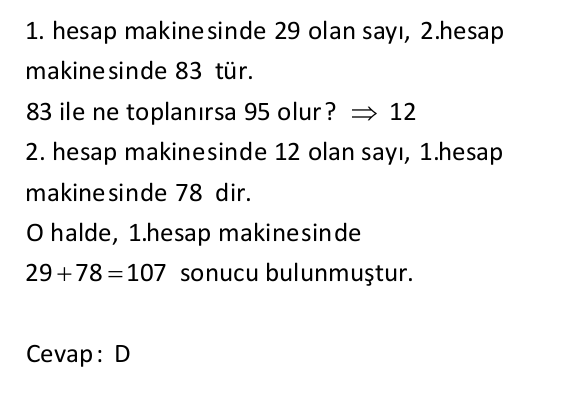 1. hesap makinesinde 29 olan sayı, 2.hesap
makinesinde 83 tür.
83 ile ne toplanırsa 95 olur? ⇒ 12
2. hesap makinesinde 12 olan sayı, 1.hesap
makinesinde 78 dir.
O halde, 1.hesap makinesinde
29+78=107 sonucu bulunmuştur.
Cevap: D